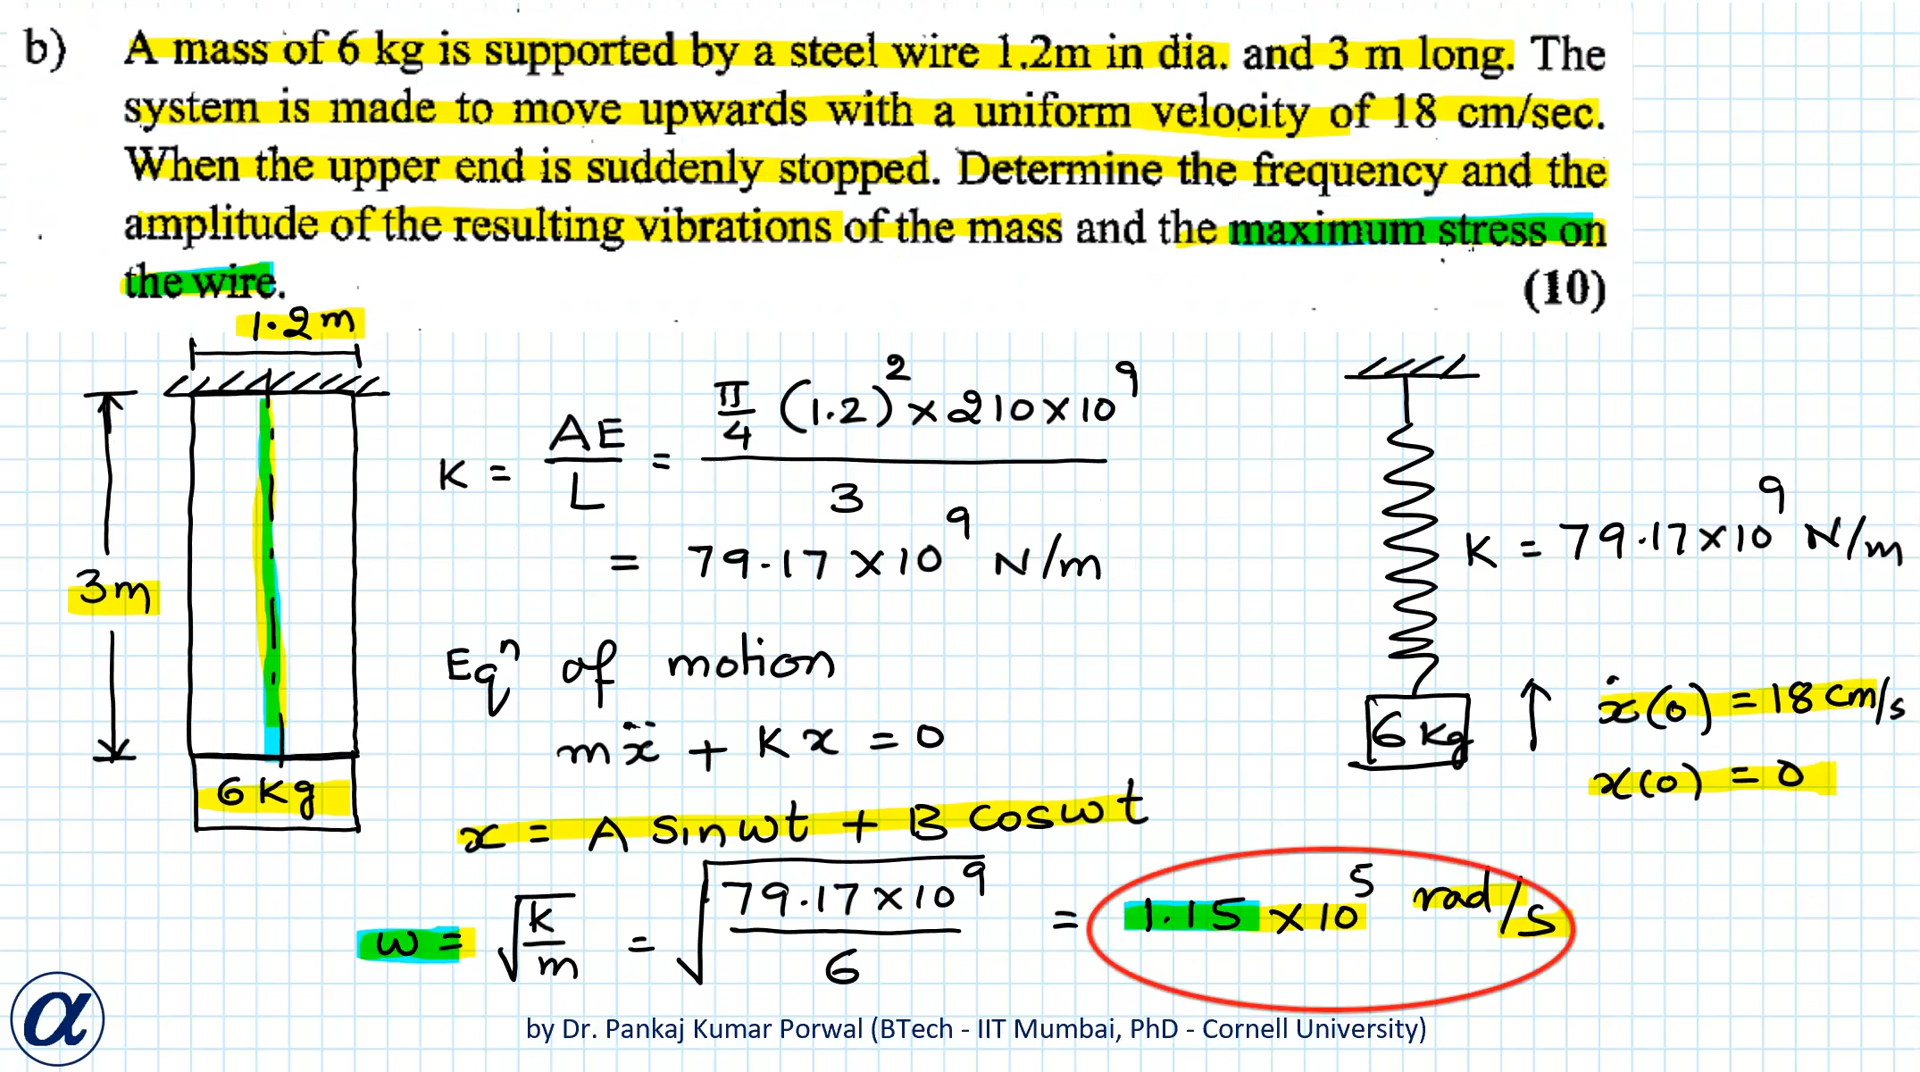 b) A mass of 6 kg is supported by a steel wire 1.2m in dia. and 3 m long. The
system is made to move upwards with a uniform velocity of 18 cm/sec.
When the upper end is suddenly stopped. Determine the frequency and the
amplitude of the resulting vibrations of the mass and the maximum stress on
the wire. (10)
1.2 m
3m
6 Kg
K = AE/L = π/4 (1.2)² × 210 × 10⁹ / 3
= 79.17 × 10⁹ N/m
Eqⁿ of motion
mẍ + Kx = 0
x = A sinωt + B cosωt
ω = √(k/m) = √(79.17 × 10⁹ / 6) = 1.15 × 10⁵ rad/s
K = 79.17 × 10⁹ N/m
6 Kg
ẋ(0) = 18 cm/s
x(0) = 0
α
by Dr. Pankaj Kumar Porwal (BTech - IIT Mumbai, PhD - Cornell University)